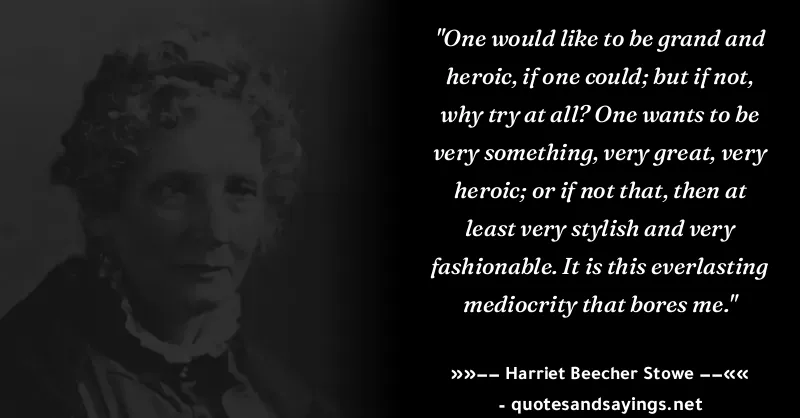 "One would like to be grand and
heroic, if one could; but if not,
why try at all? One wants to be
very something, very great, very
heroic; or if not that, then at
least very stylish and very
fashionable. It is this everlasting
mediocrity that bores me."
»»−− Harriet Beecher Stowe −−««
- quotesandsayings.net